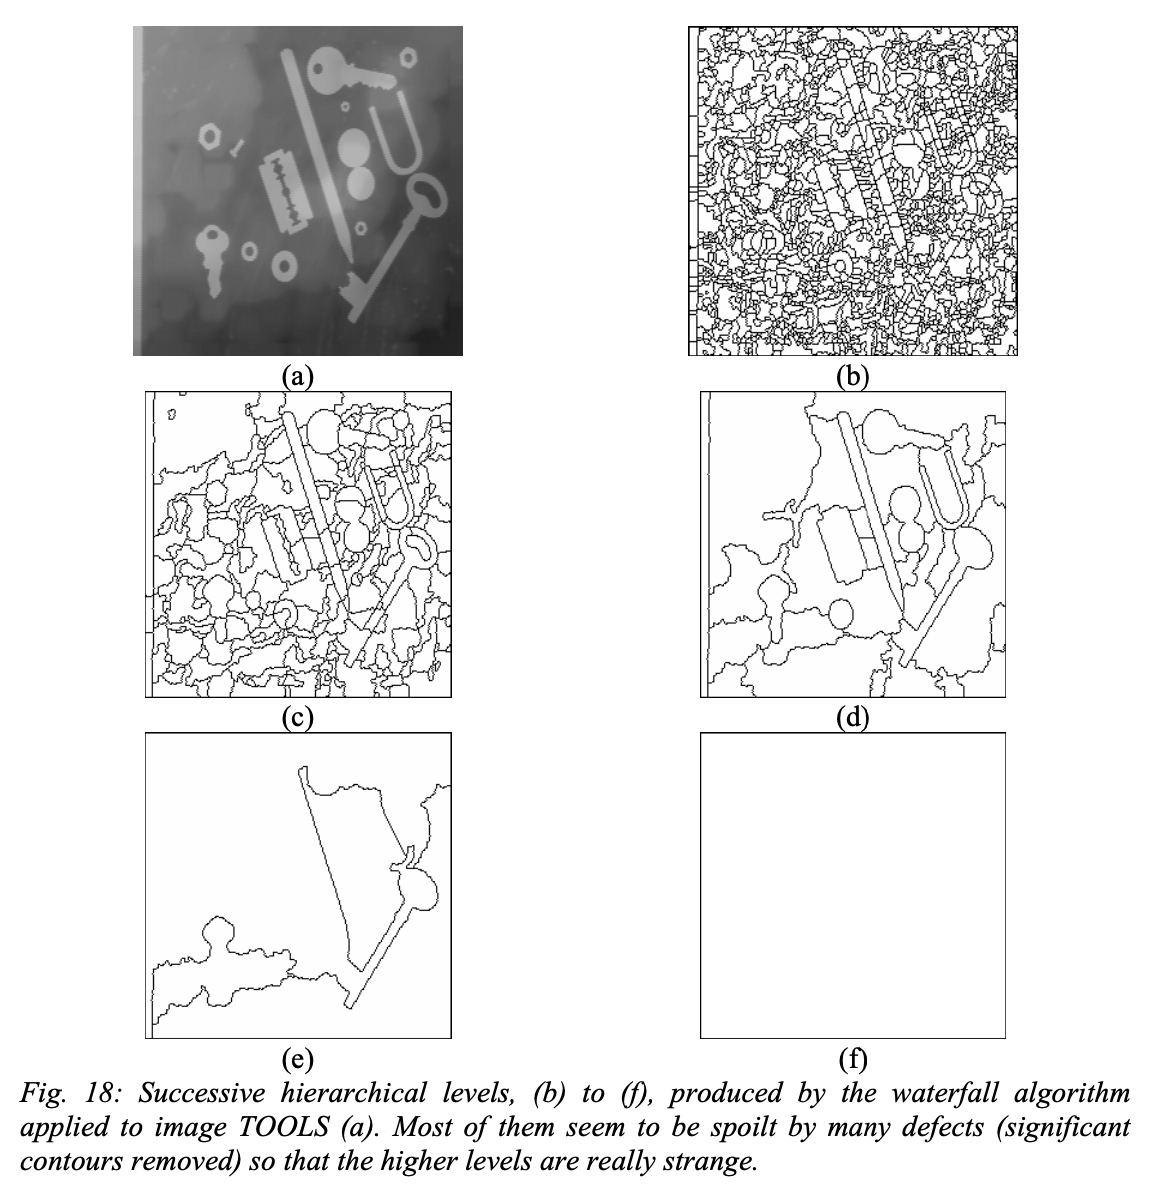 (a)
(b)
(c)
(d)
(e)
(f)
Fig. 18: Successive hierarchical levels, (b) to (f), produced by the waterfall algorithm
applied to image TOOLS (a). Most of them seem to be spoilt by many defects (significant
contours removed) so that the higher levels are really strange.